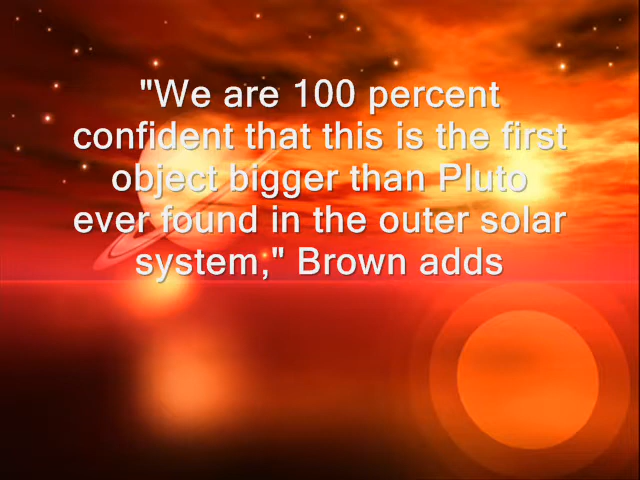 "We are 100 percent
confident that this is the first
object bigger than Pluto
ever found in the outer solar
system," Brown adds